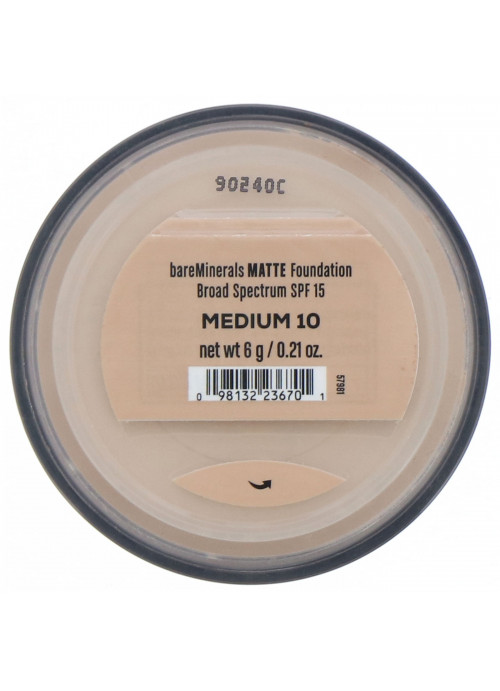 90240C
bareMinerals MATTE Foundation
Broad Spectrum SPF 15
MEDIUM 10
net wt 6 g / 0.21 oz.
57981
0 98132 23670 1